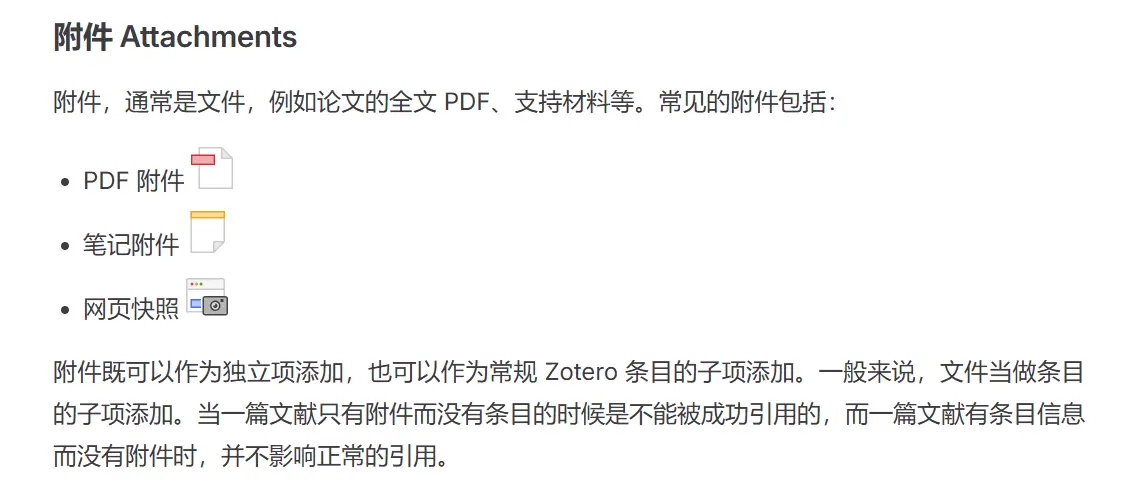 附件 Attachments
附件，通常是文件，例如论文的全文 PDF、支持材料等。常见的附件包括：
• PDF 附件
• 笔记附件
• 网页快照
附件既可以作为独立项添加，也可以作为常规 Zotero 条目的子项添加。一般来说，文件当做条目
的子项添加。当一篇文献只有附件而没有条目的时候是不能被成功引用的，而一篇文献有条目信息
而没有附件时，并不影响正常的引用。